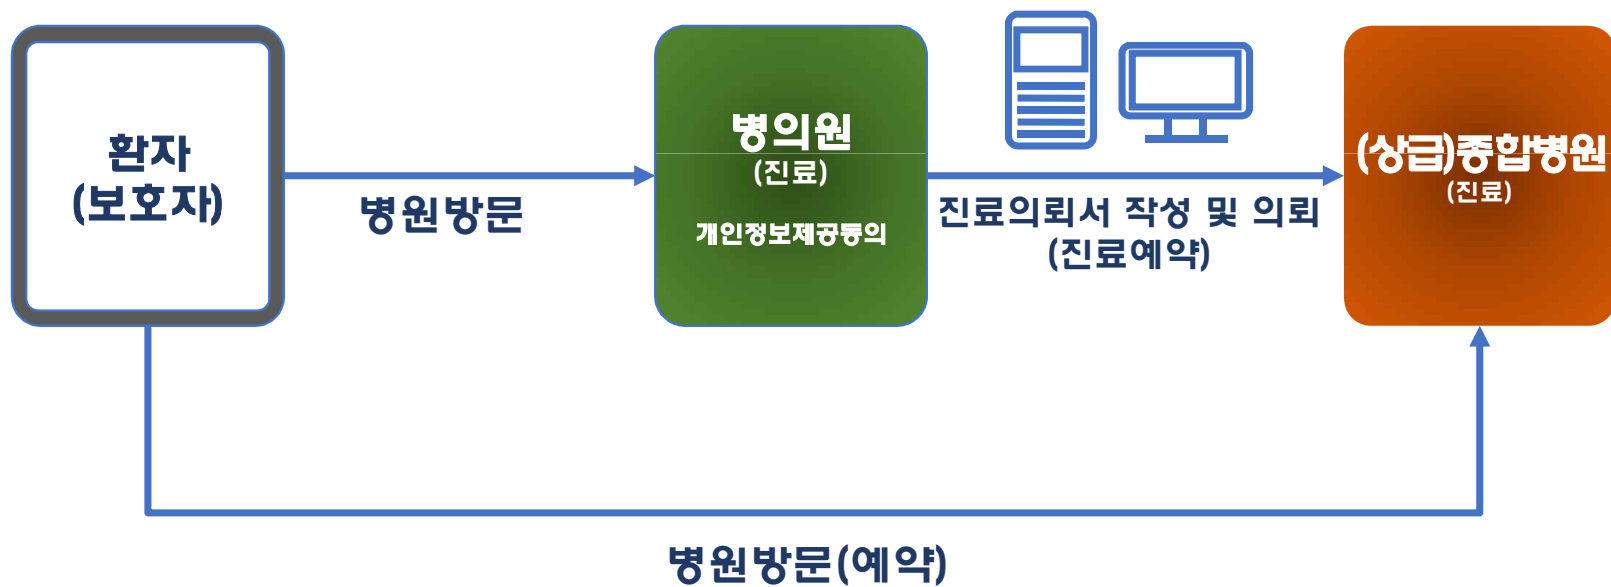 환자
(보호자)
병원방문
병의원
(진료)
개인정보제공동의
진료의뢰서 작성 및 의뢰
(진료예약)
(상급)종합병원
(진료)
병원방문(예약)